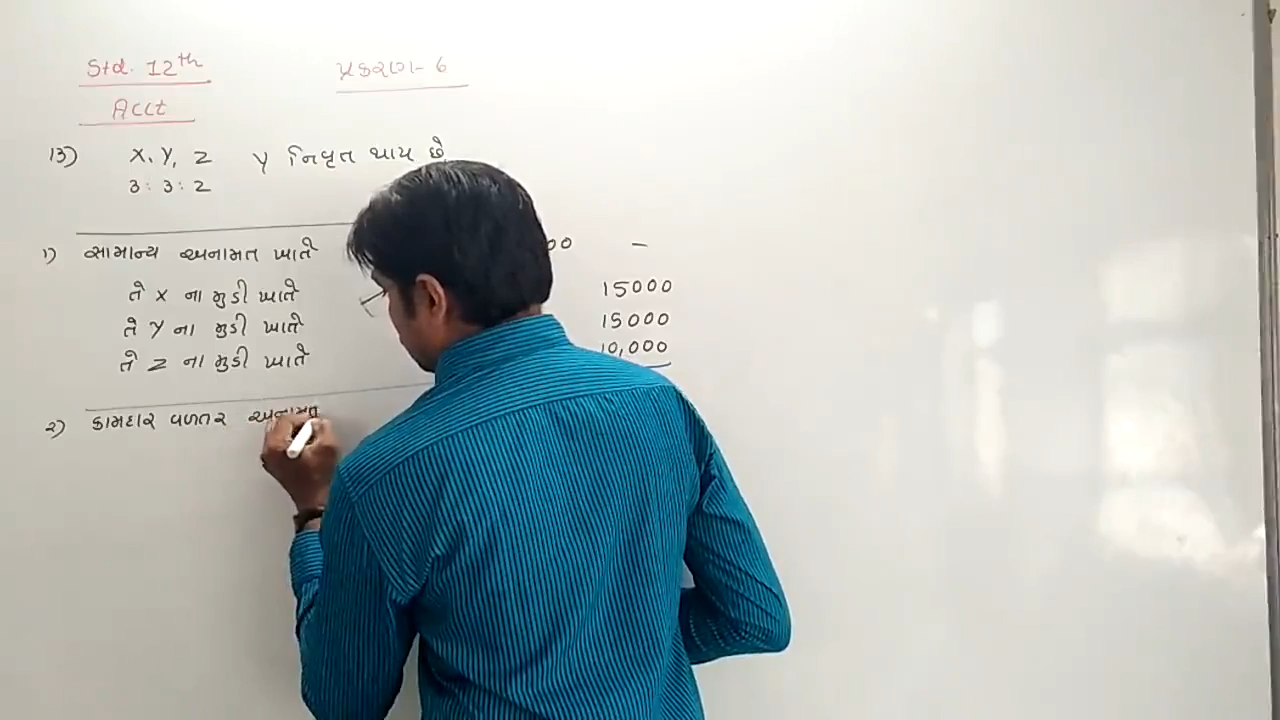 Std. 12th
પ્રકરણ - 6
Acct
13) X, Y, Z Y નિવૃત થાય છે
3 : 3 : 2
1) સામાન્ય અનામત ખાતે 00 –
તે X ના મુડી ખાતે 15000
તે Y ના મુડી ખાતે 15000
તે Z ના મુડી ખાતે 10,000
૨) કામદાર વળતર અનામત